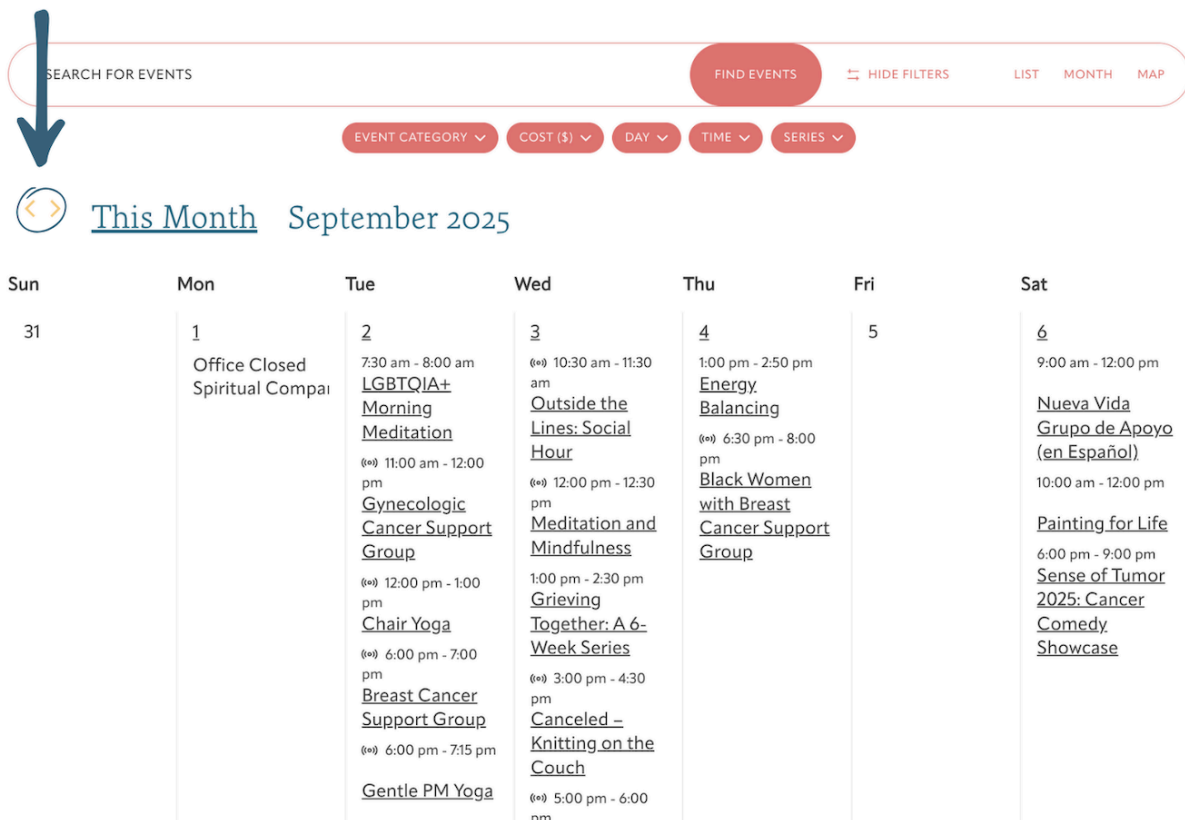 SEARCH FOR EVENTS
FIND EVENTS
HIDE FILTERS
LIST
MONTH
MAP
EVENT CATEGORY
COST ($)
DAY
TIME
SERIES
< >
This Month
September 2025
Sun
Mon
Tue
Wed
Thu
Fri
Sat
31
1
Office Closed
Spiritual Compar
2
7:30 am - 8:00 am
LGBTQIA+
Morning
Meditation
11:00 am - 12:00
pm
Gynecologic
Cancer Support
Group
12:00 pm - 1:00
pm
Chair Yoga
6:00 pm - 7:00
pm
Breast Cancer
Support Group
6:00 pm - 7:15 pm
Gentle PM Yoga
3
10:30 am - 11:30
am
Outside the
Lines: Social
Hour
12:00 pm - 12:30
pm
Meditation and
Mindfulness
1:00 pm - 2:30 pm
Grieving
Together: A 6-
Week Series
3:00 pm - 4:30
pm
Canceled –
Knitting on the
Couch
5:00 pm - 6:00
pm
4
1:00 pm - 2:50 pm
Energy
Balancing
6:30 pm - 8:00
pm
Black Women
with Breast
Cancer Support
Group
5
6
9:00 am - 12:00 pm
Nueva Vida
Grupo de Apoyo
(en Español)
10:00 am - 12:00 pm
Painting for Life
6:00 pm - 9:00 pm
Sense of Tumor
2025: Cancer
Comedy
Showcase